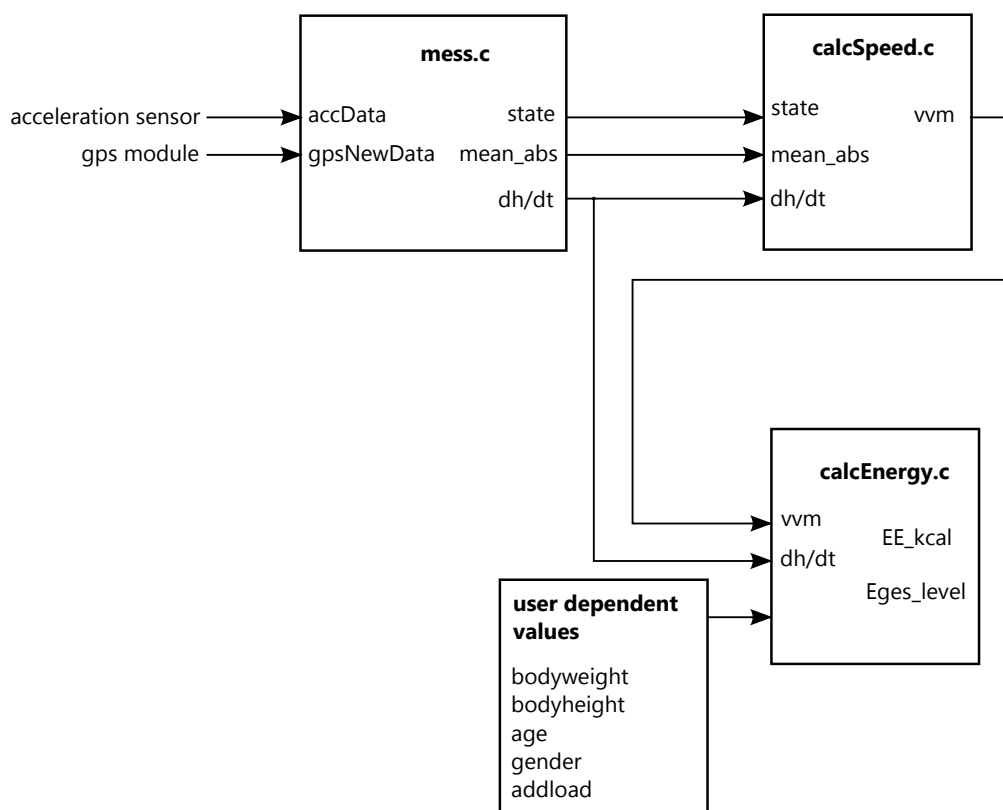 mess.c
acceleration sensor
gps module
accData
gpsNewData
state
mean_abs
dh/dt
calcSpeed.c
state
mean_abs
dh/dt
vvm
calcEnergy.c
vvm
dh/dt
EE_kcal
Eges_level
user dependent
values
bodyweight
bodyheight
age
gender
addload